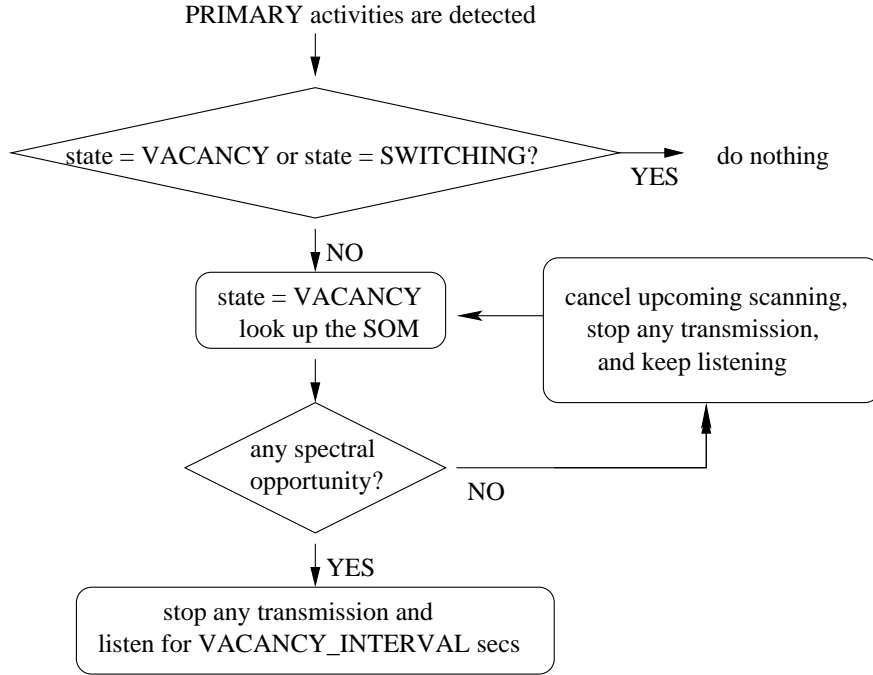 PRIMARY activities are detected
state = VACANCY or state = SWITCHING?
YES
do nothing
NO
state = VACANCY
look up the SOM
cancel upcoming scanning,
stop any transmission,
and keep listening
any spectral
opportunity?
NO
YES
stop any transmission and
listen for VACANCY_INTERVAL secs